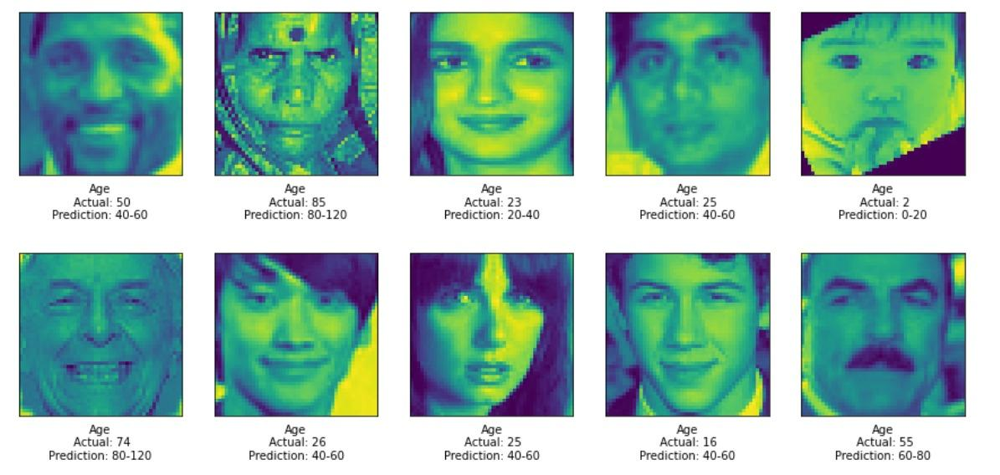 Age
Actual: 50
Prediction: 40-60
Age
Actual: 85
Prediction: 80-120
Age
Actual: 23
Prediction: 20-40
Age
Actual: 25
Prediction: 40-60
Age
Actual: 2
Prediction: 0-20
Age
Actual: 74
Prediction: 80-120
Age
Actual: 26
Prediction: 40-60
Age
Actual: 25
Prediction: 40-60
Age
Actual: 16
Prediction: 40-60
Age
Actual: 55
Prediction: 60-80